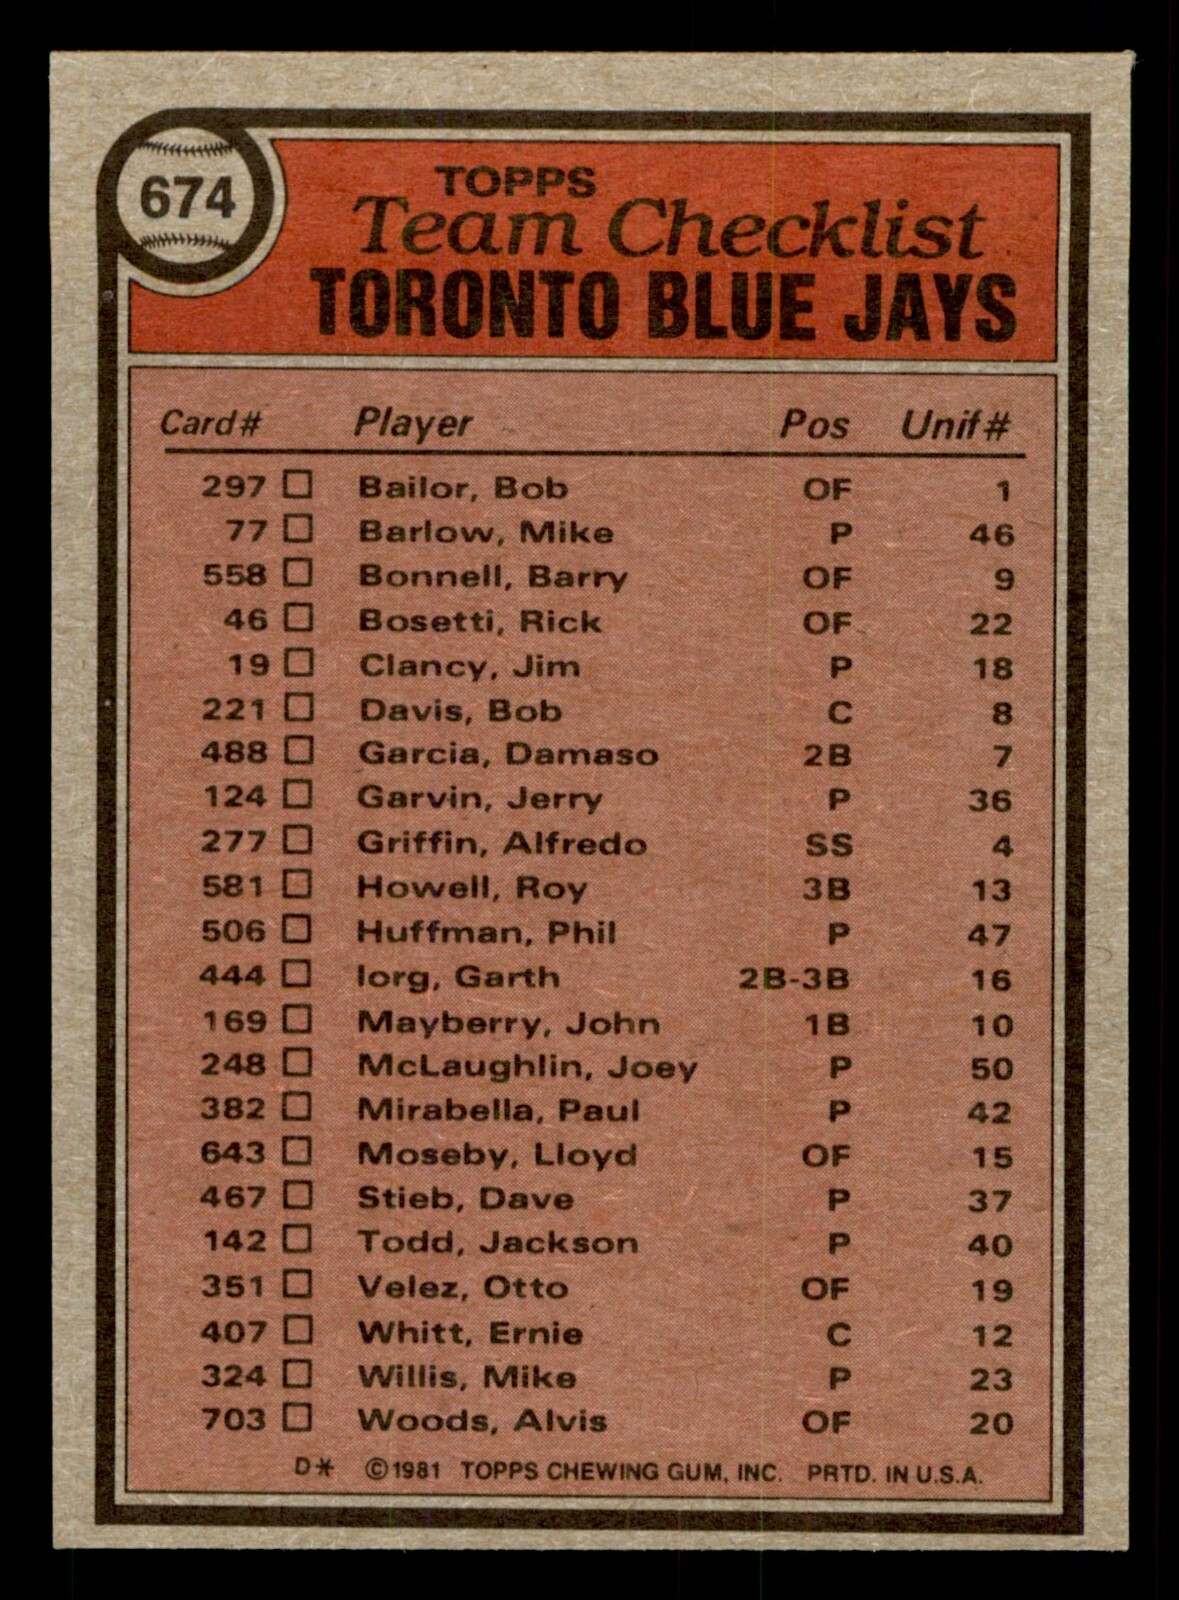 674
TOPPS
Team Checklist
TORONTO BLUE JAYS
Card# Player Pos Unif#
297 Bailor, Bob OF 1
77 Barlow, Mike P 46
558 Bonnell, Barry OF 9
46 Bosetti, Rick OF 22
19 Clancy, Jim P 18
221 Davis, Bob C 8
488 Garcia, Damaso 2B 7
124 Garvin, Jerry P 36
277 Griffin, Alfredo SS 4
581 Howell, Roy 3B 13
506 Huffman, Phil P 47
444 Iorg, Garth 2B-3B 16
169 Mayberry, John 1B 10
248 McLaughlin, Joey P 50
382 Mirabella, Paul P 42
643 Moseby, Lloyd OF 15
467 Stieb, Dave P 37
142 Todd, Jackson P 40
351 Velez, Otto OF 19
407 Whitt, Ernie C 12
324 Willis, Mike P 23
703 Woods, Alvis OF 20
D* ©1981 TOPPS CHEWING GUM, INC. PRTD. IN U.S.A.